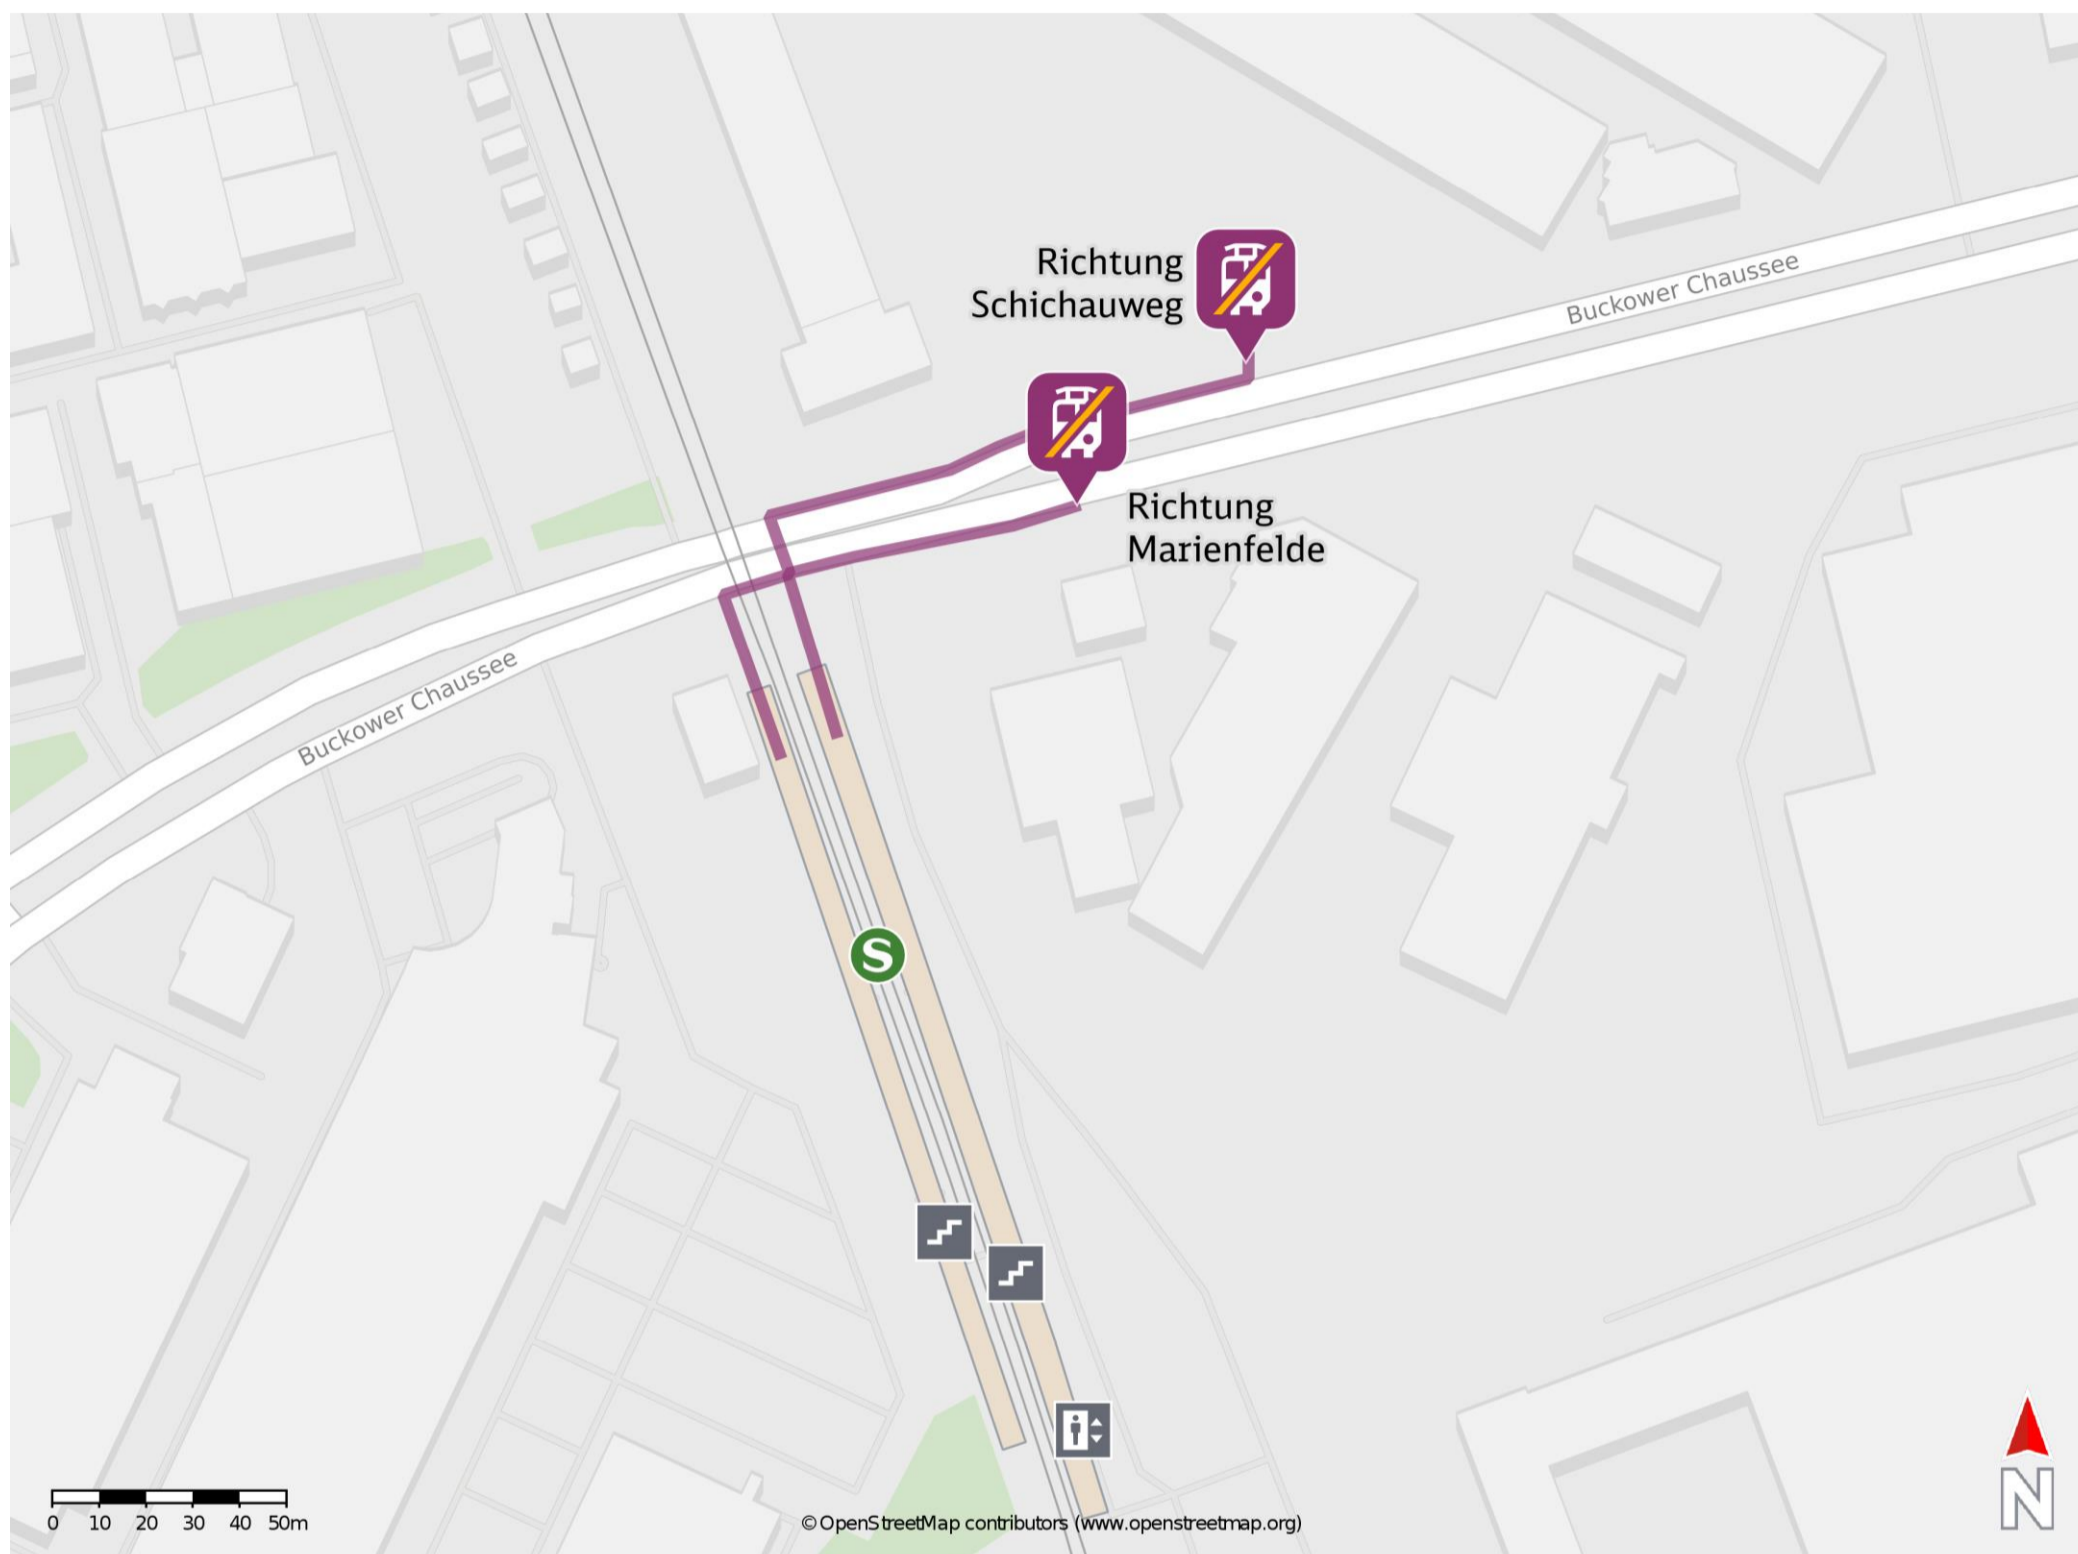 Richtung
Schichauweg
Buckower Chaussee
Richtung
Marienfelde
Buckower Chaussee
S
0 10 20 30 40 50m
© OpenStreetMap contributors (www.openstreetmap.org)
N